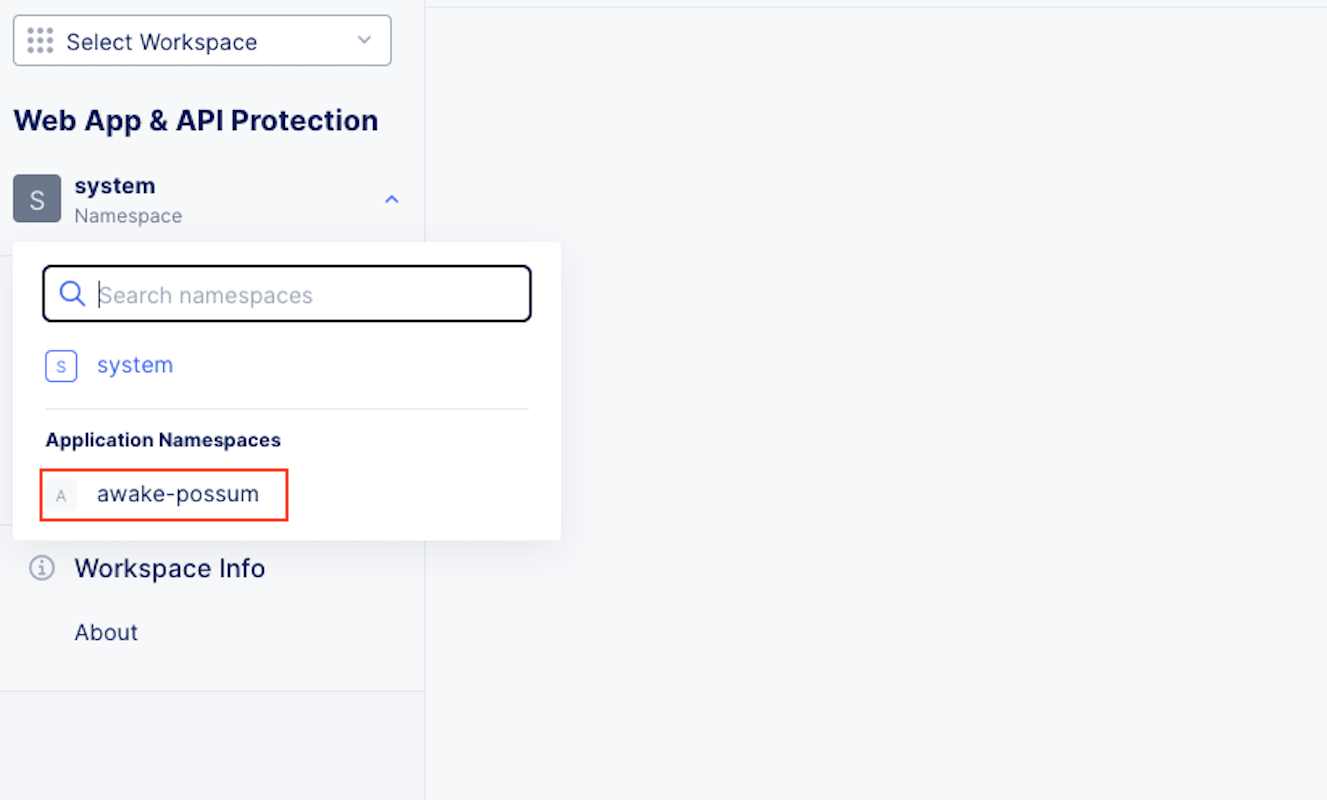 Select Workspace
Web App & API Protection
S
system
Namespace
Search namespaces
S system
Application Namespaces
A awake-possum
Workspace Info
About